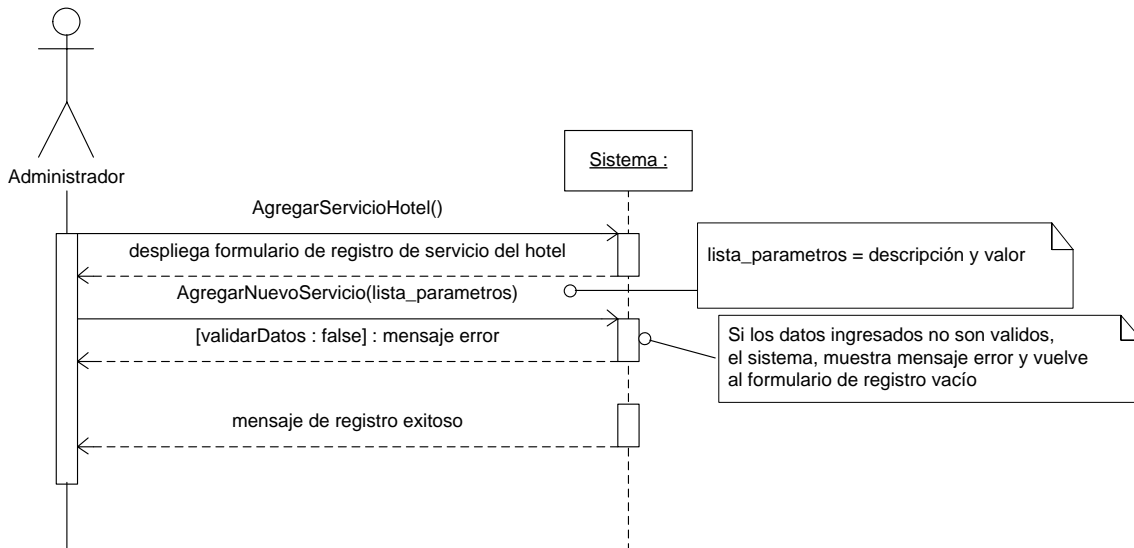 Administrador
Sistema :
AgregarServicioHotel()
despliega formulario de registro de servicio del hotel
lista_parametros = descripción y valor
AgregarNuevoServicio(lista_parametros)
[validarDatos : false] : mensaje error
Si los datos ingresados no son validos,
el sistema, muestra mensaje error y vuelve
al formulario de registro vacío
mensaje de registro exitoso